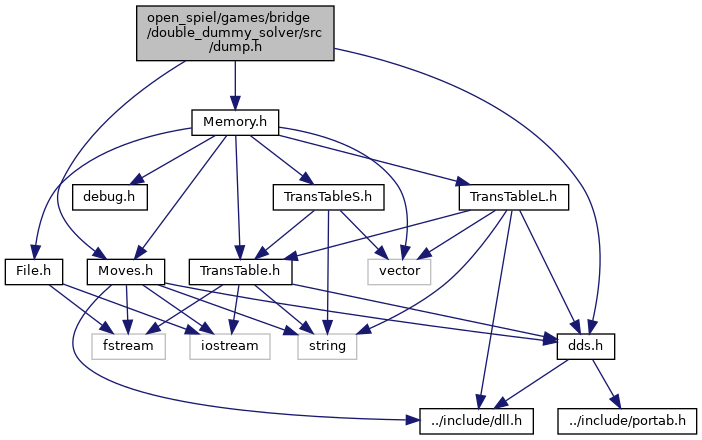 open_spiel/games/bridge
/double_dummy_solver/src
/dump.h
Memory.h
debug.h
TransTableS.h
TransTableL.h
File.h
Moves.h
TransTable.h
vector
fstream
iostream
string
dds.h
../include/dll.h
../include/portab.h